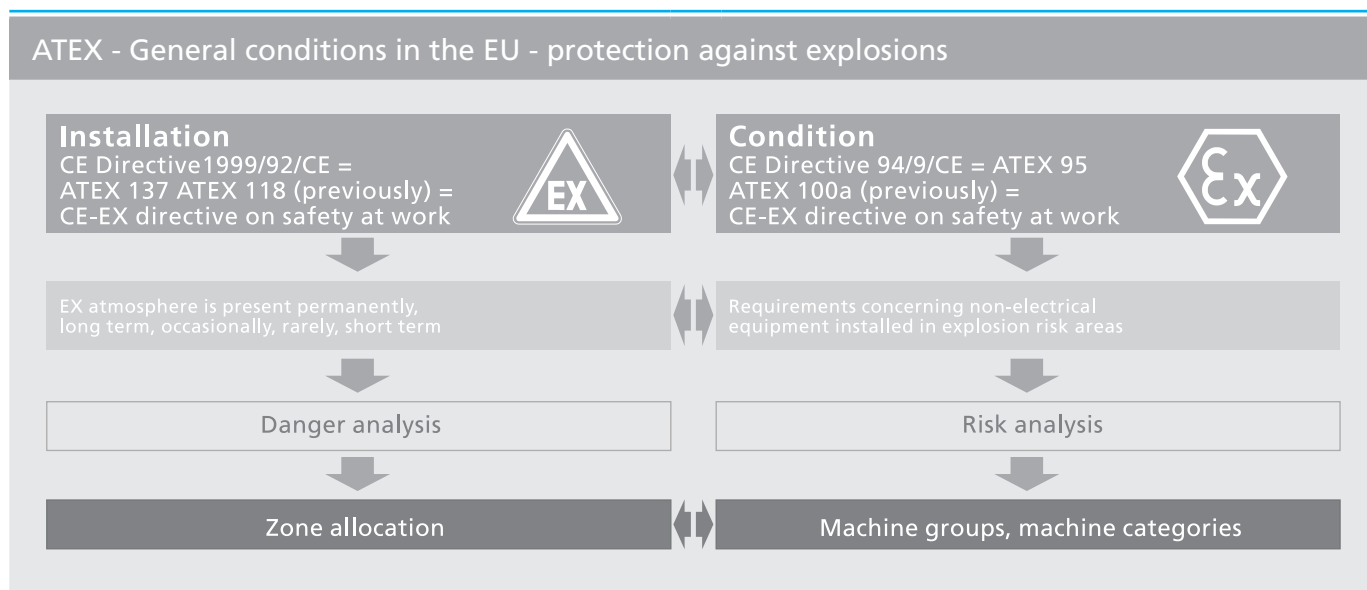 ATEX - General conditions in the EU - protection against explosions
Installation
CE Directive1999/92/CE =
ATEX 137 ATEX 118 (previously) =
CE-EX directive on safety at work
EX
Condition
CE Directive 94/9/CE = ATEX 95
ATEX 100a (previously) =
CE-EX directive on safety at work
εx
EX atmosphere is present permanently,
long term, occasionally, rarely, short term
Requirements concerning non-electrical
equipment installed in explosion risk areas
Danger analysis
Risk analysis
Zone allocation
Machine groups, machine categories